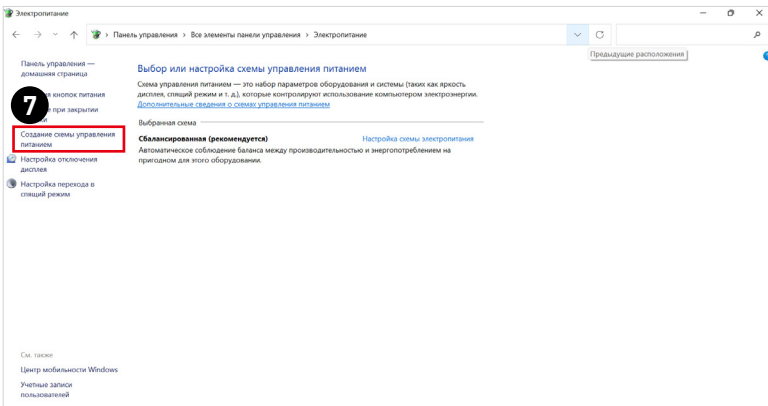 Электропитание
Панель управления › Все элементы панели управления › Электропитание
Предыдущие расположения
Панель управления —
домашняя страница
кнопок питания
при закрытии
7
Создание схемы управления
питанием
Настройка отключения
дисплея
Настройка перехода в
спящий режим
Выбор или настройка схемы управления питанием
Схема управления питанием — это набор параметров оборудования и системы (таких как яркость
дисплея, спящий режим и т. д.), которые контролируют использование компьютером электроэнергии.
Дополнительные сведения о схемах управления питанием
Выбранная схема
Сбалансированная (рекомендуется)
Настройка схемы электропитания
Автоматическое соблюдение баланса между производительностью и энергопотреблением на
пригодном для этого оборудовании.
См. также
Центр мобильности Windows
Учетные записи
пользователей